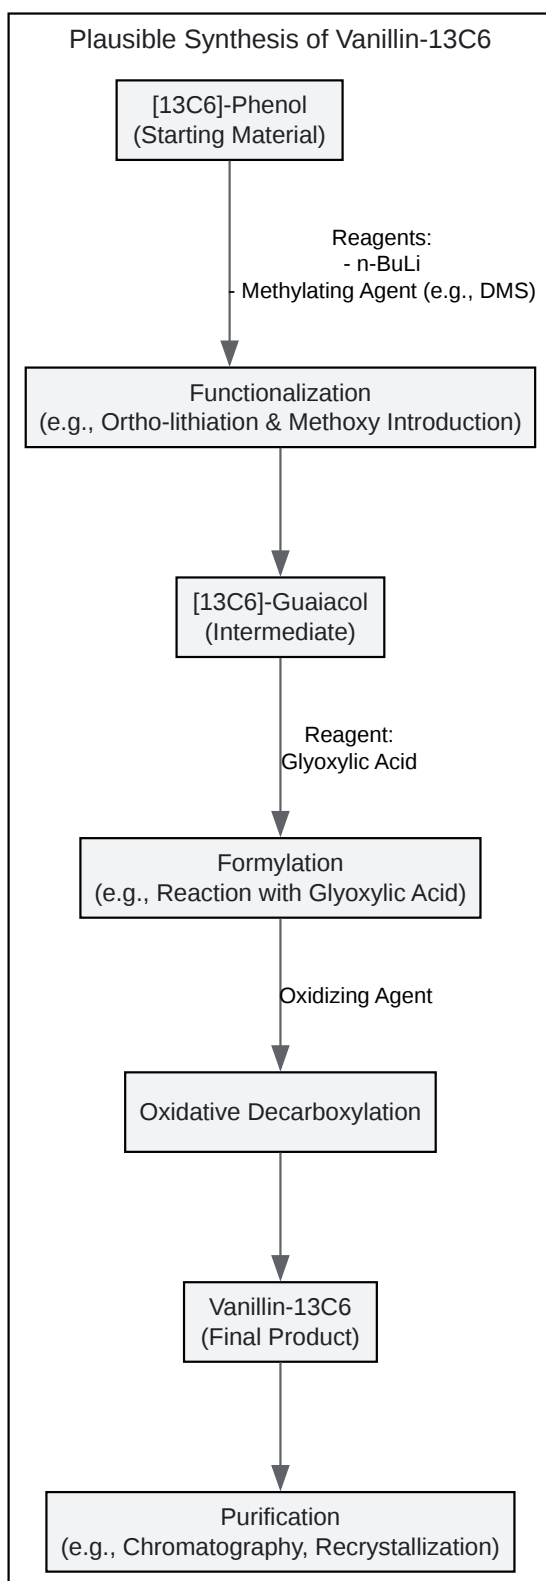 Plausible Synthesis of Vanillin-13C6
[13C6]-Phenol
(Starting Material)
Reagents:
- n-BuLi
- Methylating Agent (e.g., DMS)
Functionalization
(e.g., Ortho-lithiation & Methoxy Introduction)
[13C6]-Guaiacol
(Intermediate)
Reagent:
Glyoxylic Acid
Formylation
(e.g., Reaction with Glyoxylic Acid)
Oxidizing Agent
Oxidative Decarboxylation
Vanillin-13C6
(Final Product)
Purification
(e.g., Chromatography, Recrystallization)